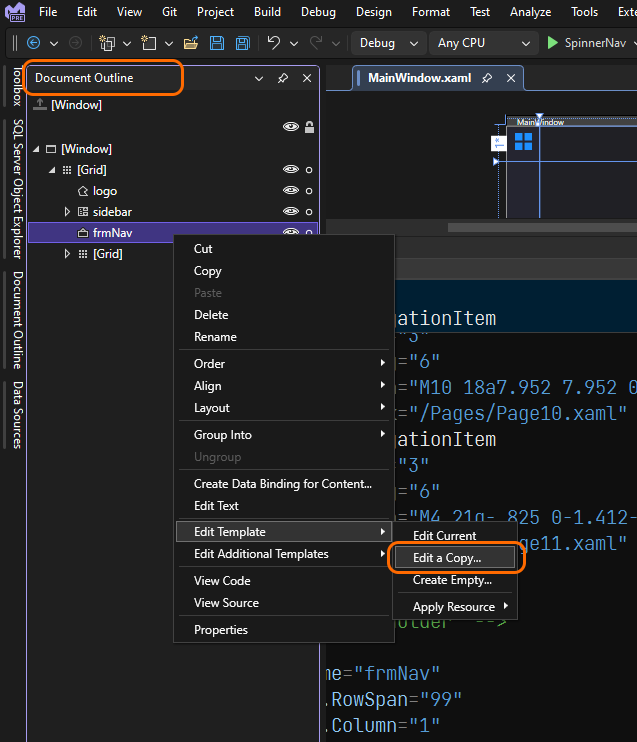 File Edit View Git Project Build Debug Design Format Test Analyze Tools Ext
PRE
Debug Any CPU SpinnerNav
Toolbox
SQL Server Object Explorer
Document Outline
Data Sources
Document Outline
[Window]
[Window]
[Grid]
logo
sidebar
frmNav
[Grid]
MainWindow.xaml
MainWindow
Cut
Copy
Paste
Delete
Rename
Order
Align
Layout
Group Into
Ungroup
Create Data Binding for Content...
Edit Text
Edit Template
Edit Additional Templates
View Code
View Source
Properties
Edit Current
Edit a Copy...
Create Empty...
Apply Resource
gationItem
="3"
="6"
="M10 18a7.952 7.952 0
="/Pages/Page10.xaml"
gationItem
="3"
="6"
="M4 21q-.825 0-1.412-
ge11.xaml"
older -->
me="frmNav"
.RowSpan="99"
.Column="1"